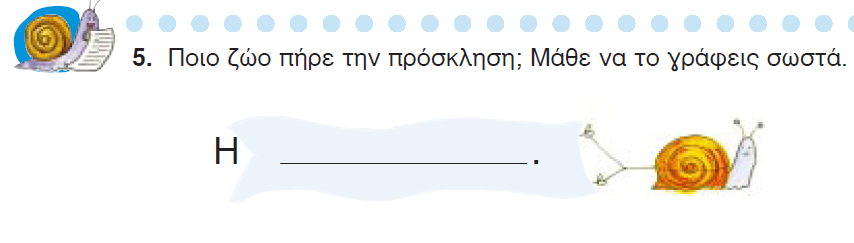 5. Ποιο ζώο πήρε την πρόσκληση; Μάθε να το γράφεις σωστά.
Η ____________ .